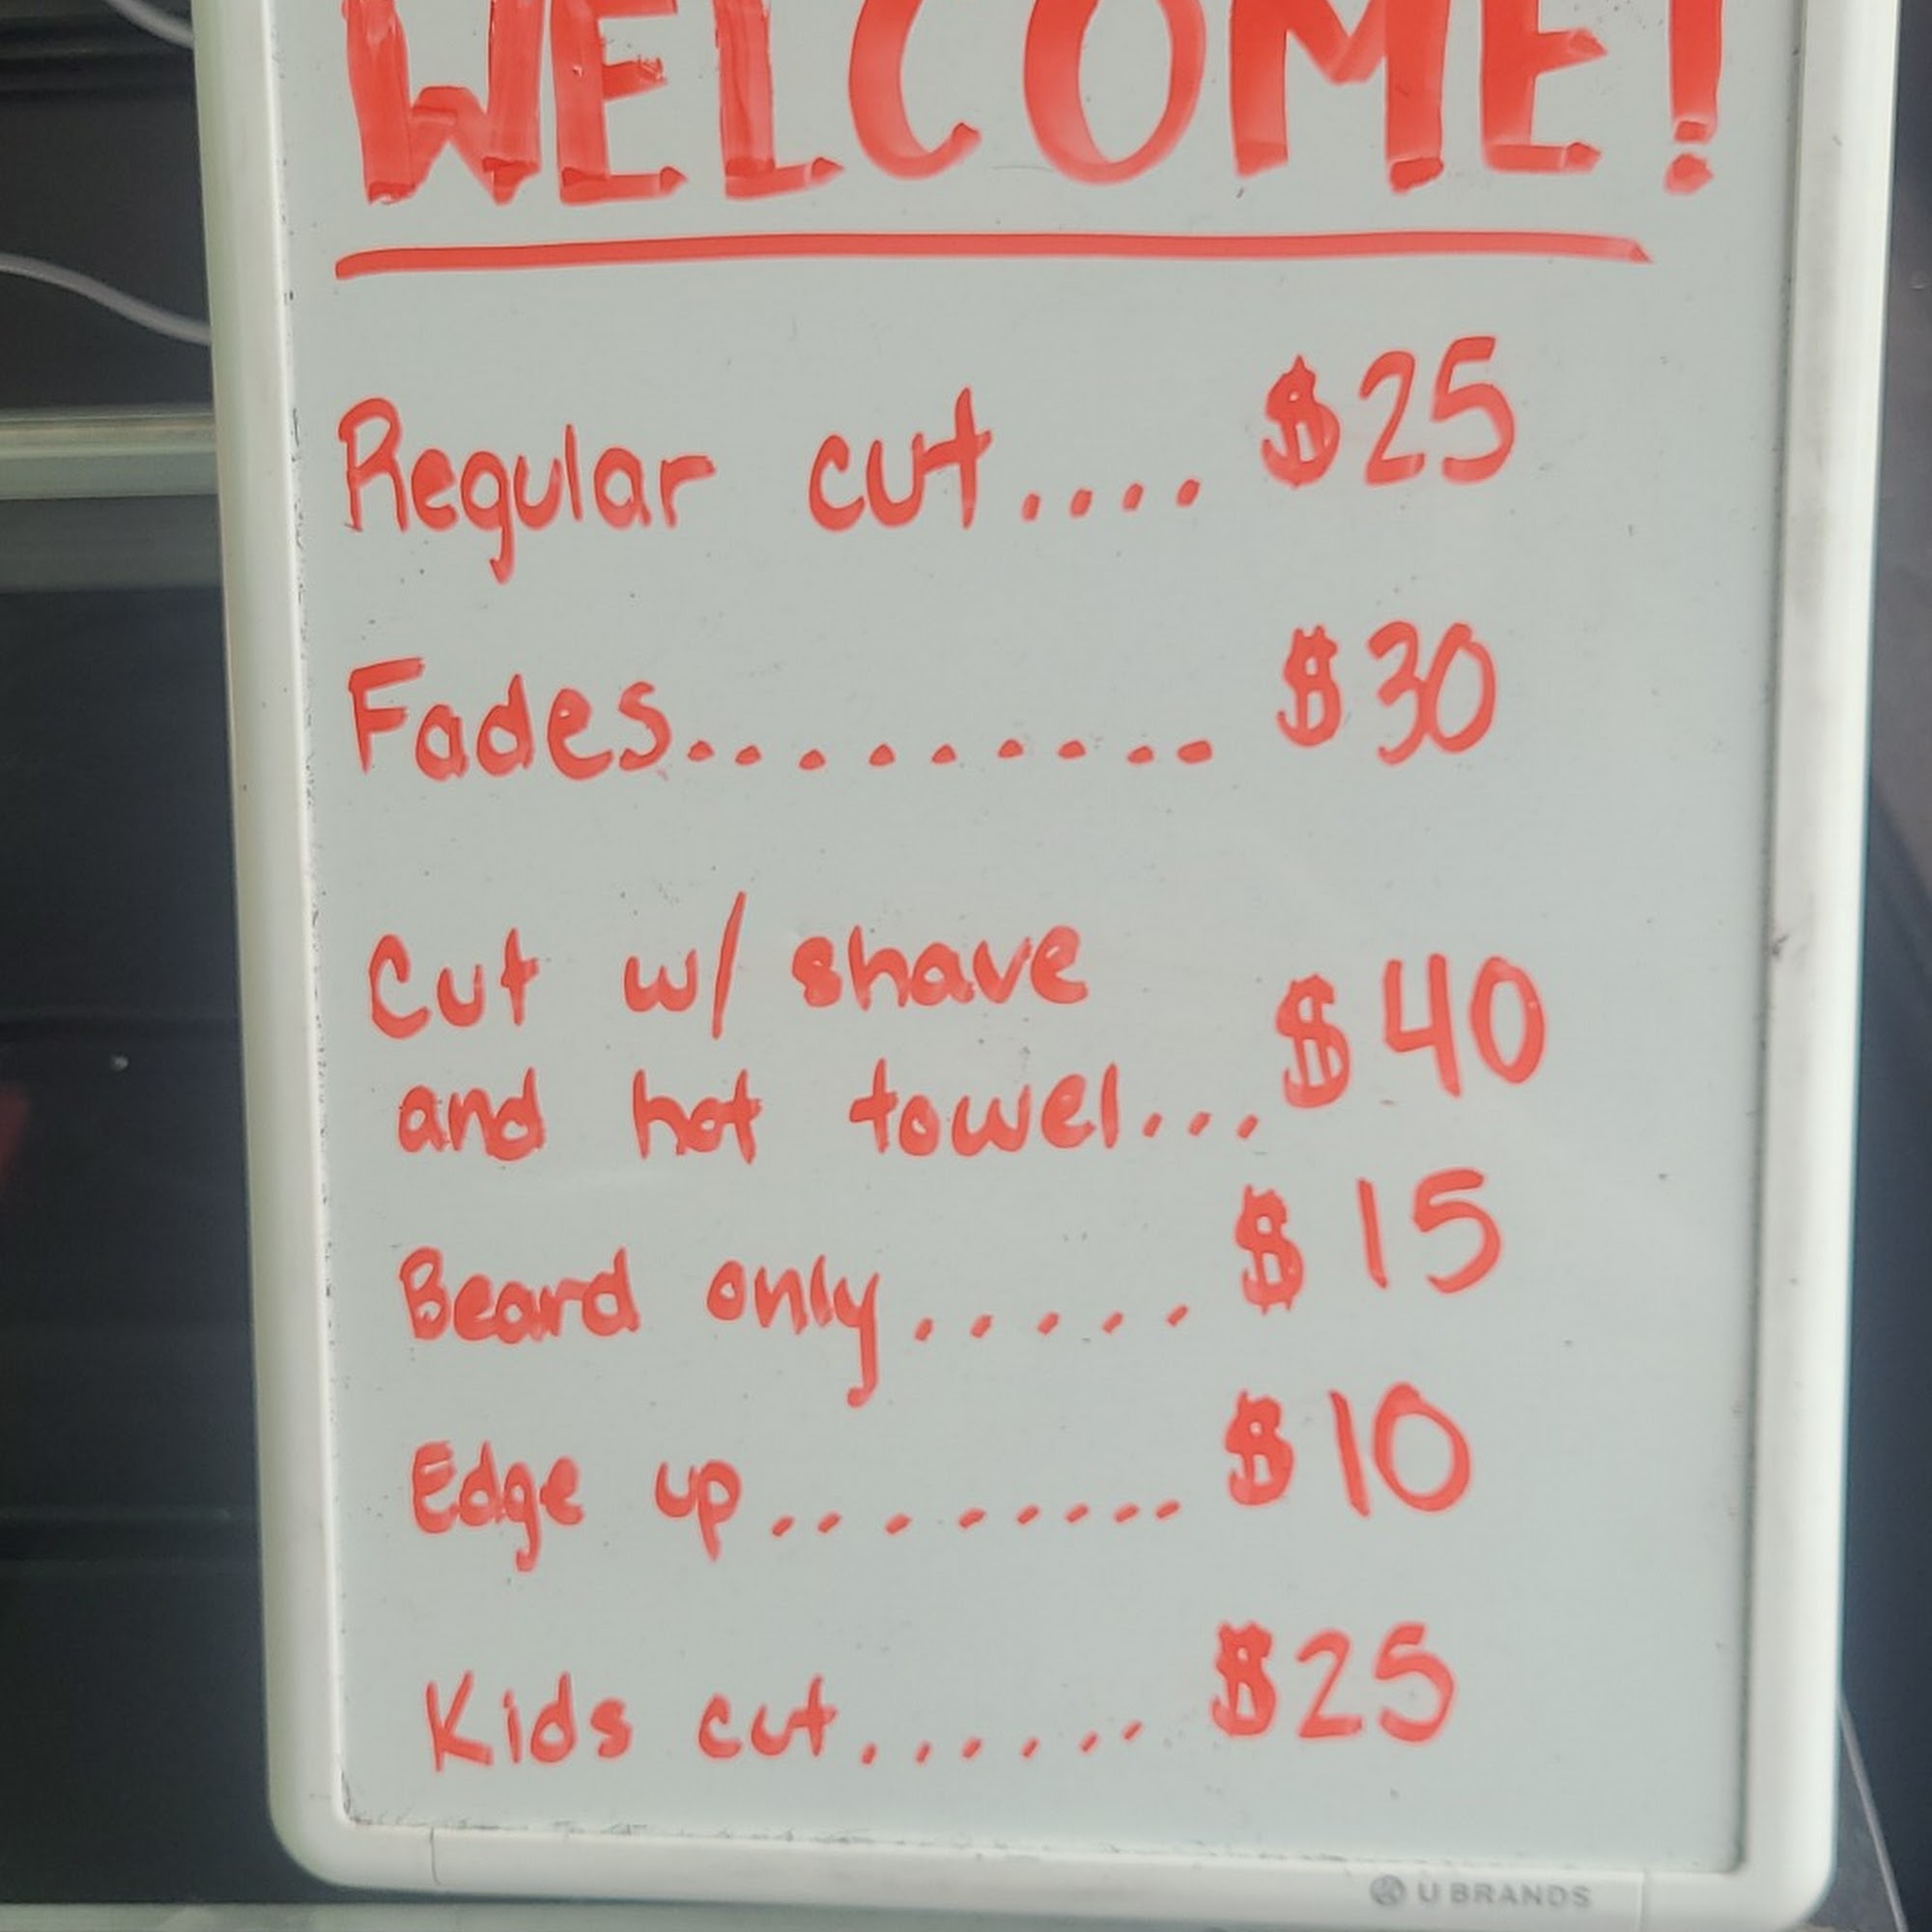 WELCOME!
Regular cut.... $25
Fades......... $30
Cut w/ shave
and hot towel... $40
Beard only..... $15
Edge up........ $10
Kids cut...... $25
U BRANDS